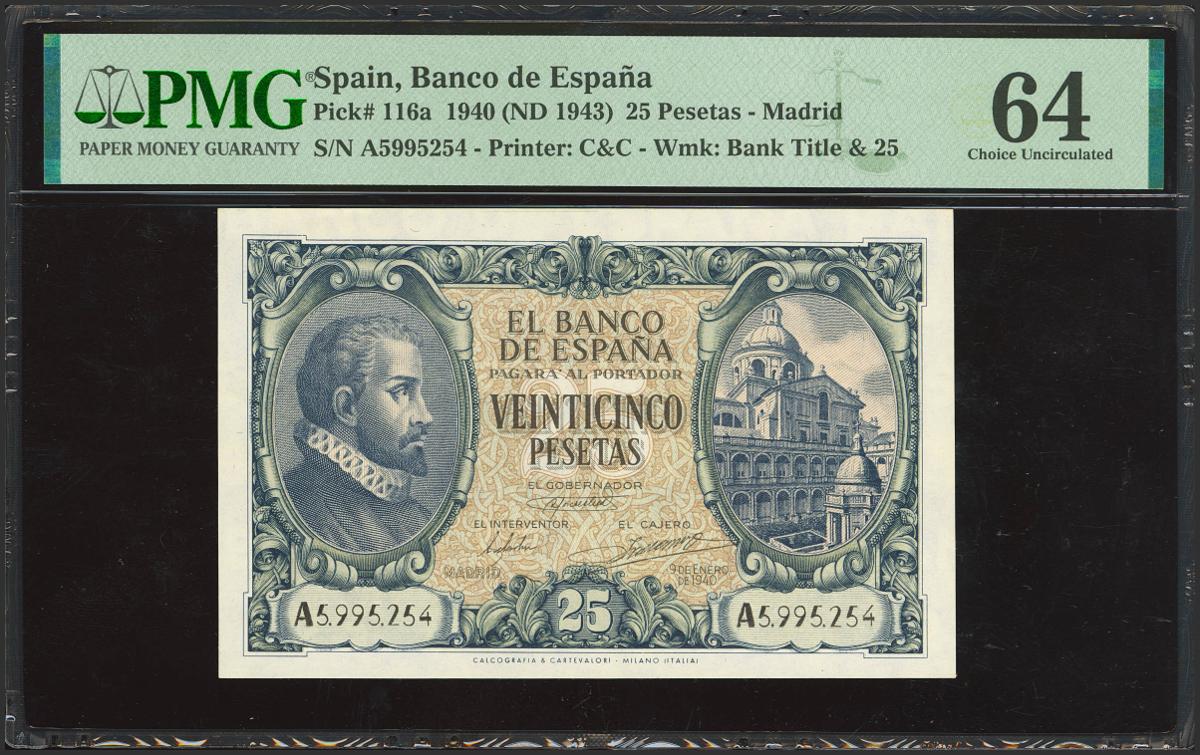 PMG®
PAPER MONEY GUARANTY
Spain, Banco de España
Pick# 116a 1940 (ND 1943) 25 Pesetas - Madrid
S/N A5995254 - Printer: C&C - Wmk: Bank Title & 25
64
Choice Uncirculated
EL BANCO
DE ESPAÑA
PAGARA AL PORTADOR
25
VEINTICINCO
PESETAS
EL GOBERNADOR
EL INTERVENTOR
EL CAJERO
MADRID
9 DE ENERO
DE 1940
A5.995.254
25
A5.995.254
CALCOGRAFIA & CARTEVALORI - MILANO (ITALIA)